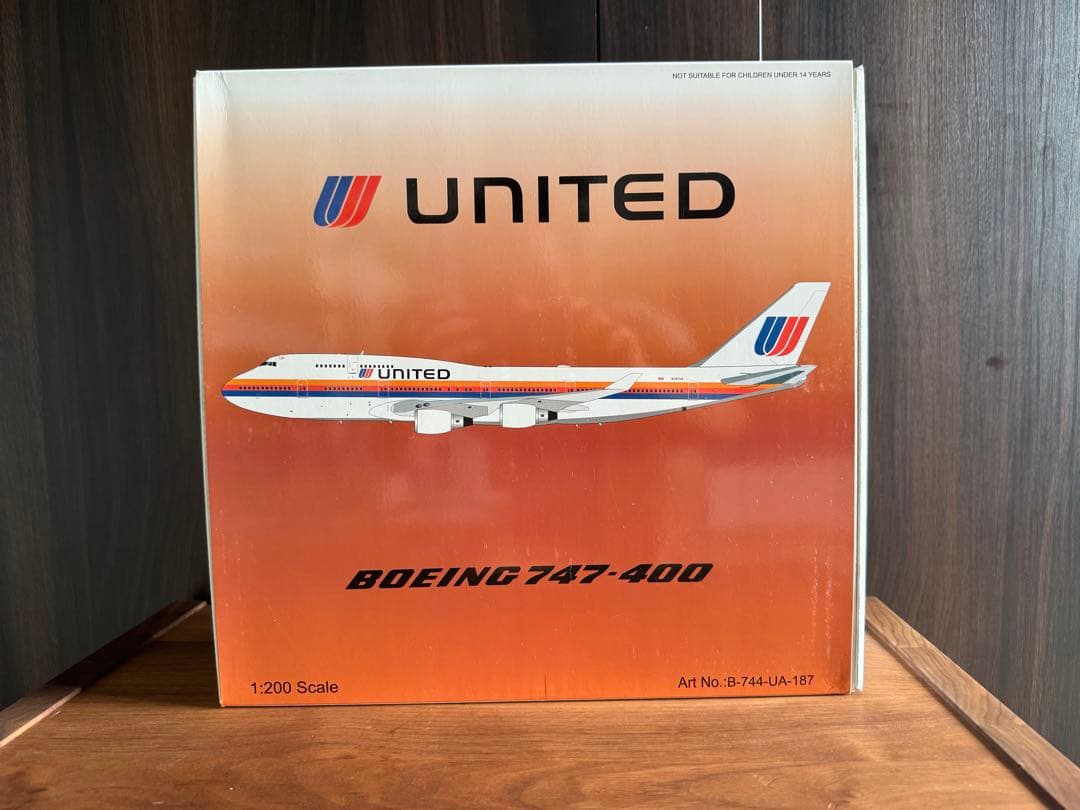 NOT SUITABLE FOR CHILDREN UNDER 14 YEARS
UNITED
UNITED
BOEING 747-400
1:200 Scale
Art No.:B-744-UA-187